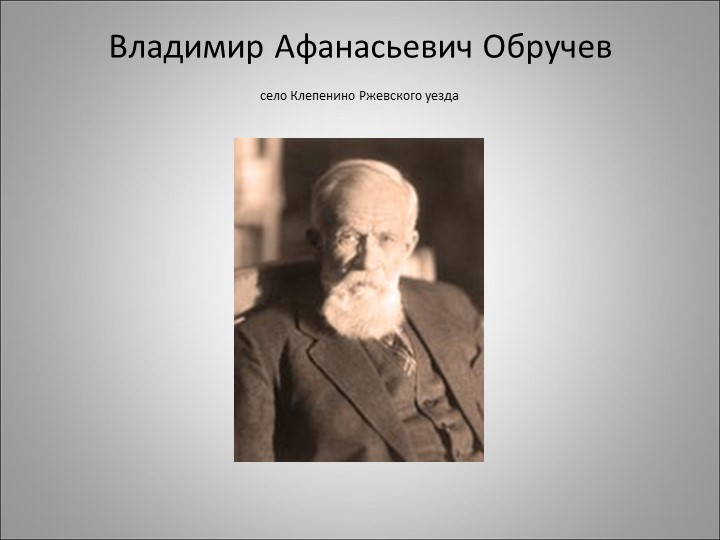 Владимир Афанасьевич Обручев
село Клепенино Ржевского уезда